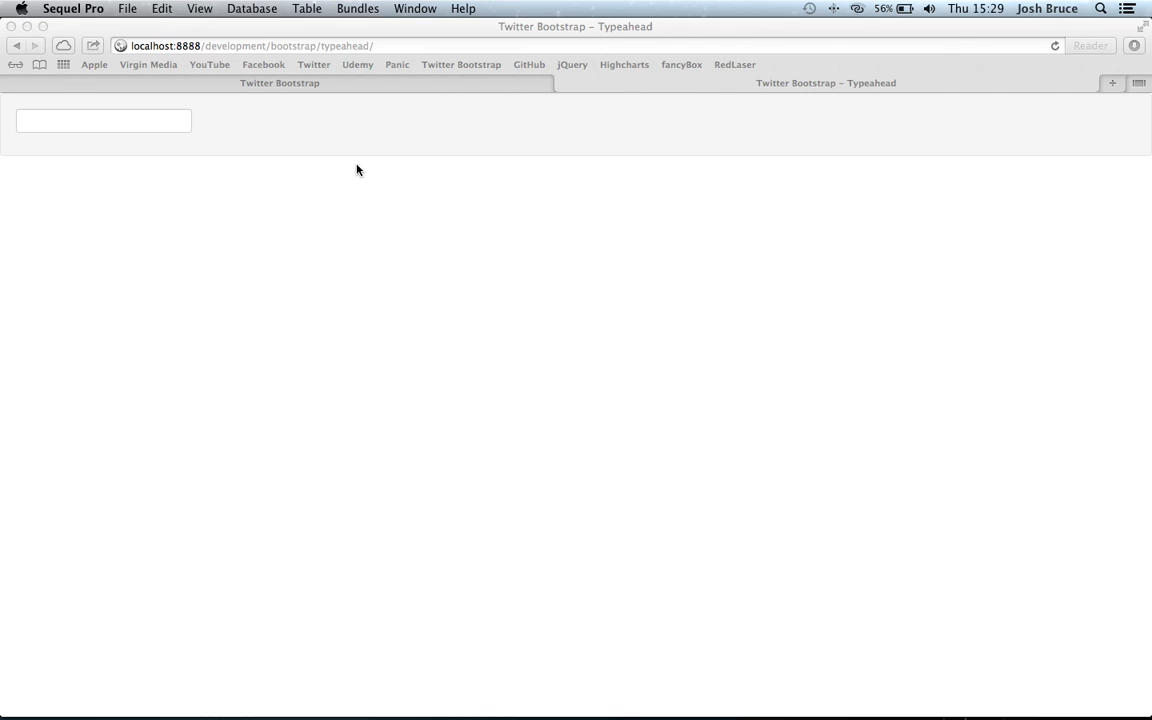 Sequel Pro File Edit View Database Table Bundles Window Help 56% Thu 15:29 Josh Bruce
Twitter Bootstrap – Typeahead
localhost:8888/development/bootstrap/typeahead/ Reader
Apple Virgin Media YouTube Facebook Twitter Udemy Panic Twitter Bootstrap GitHub jQuery Highcharts fancyBox RedLaser
Twitter Bootstrap Twitter Bootstrap – Typeahead